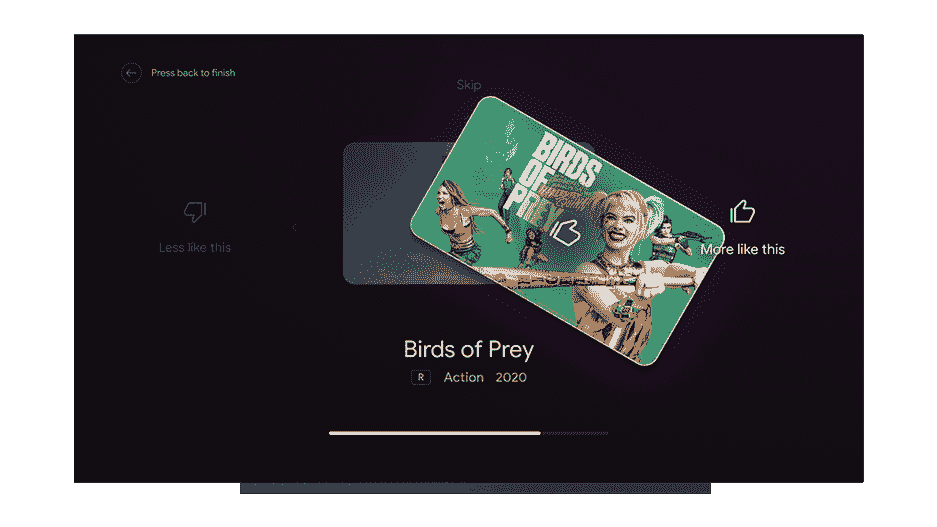 Press back to finish
Skip
BIRDS
OF
PREY
Less like this
More like this
Birds of Prey
R Action 2020